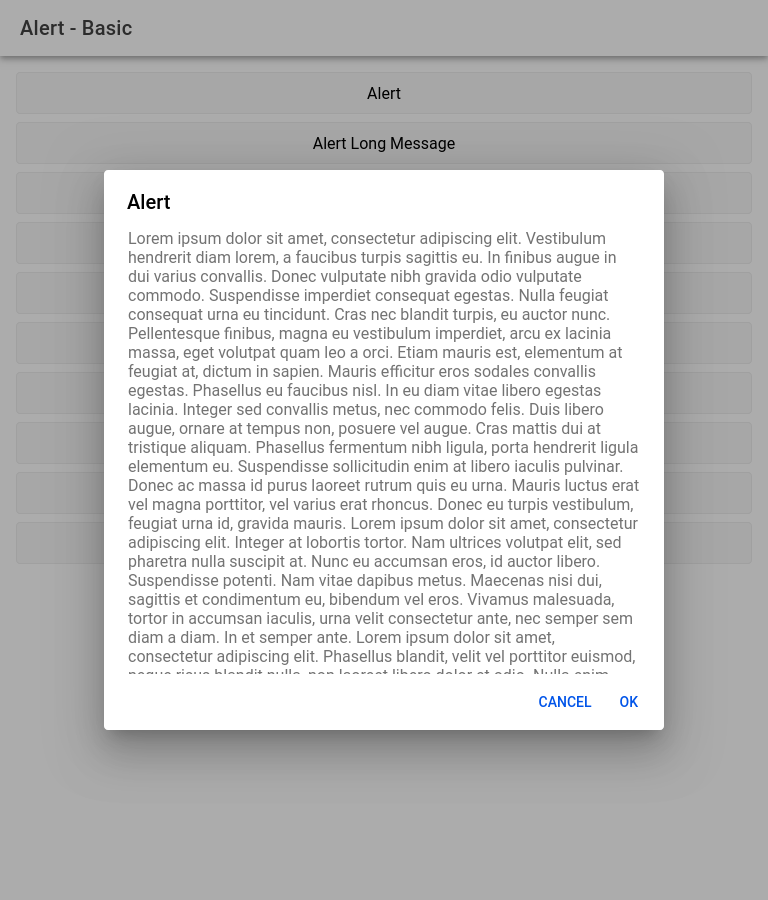 Alert - Basic
Alert
Alert Long Message
Alert
Lorem ipsum dolor sit amet, consectetur adipiscing elit. Vestibulum
hendrerit diam lorem, a faucibus turpis sagittis eu. In finibus augue in
dui varius convallis. Donec vulputate nibh gravida odio vulputate
commodo. Suspendisse imperdiet consequat egestas. Nulla feugiat
consequat urna eu tincidunt. Cras nec blandit turpis, eu auctor nunc.
Pellentesque finibus, magna eu vestibulum imperdiet, arcu ex lacinia
massa, eget volutpat quam leo a orci. Etiam mauris est, elementum at
feugiat at, dictum in sapien. Mauris efficitur eros sodales convallis
egestas. Phasellus eu faucibus nisl. In eu diam vitae libero egestas
lacinia. Integer sed convallis metus, nec commodo felis. Duis libero
augue, ornare at tempus non, posuere vel augue. Cras mattis dui at
tristique aliquam. Phasellus fermentum nibh ligula, porta hendrerit ligula
elementum eu. Suspendisse sollicitudin enim at libero iaculis pulvinar.
Donec ac massa id purus laoreet rutrum quis eu urna. Mauris luctus erat
vel magna porttitor, vel varius erat rhoncus. Donec eu turpis vestibulum,
feugiat urna id, gravida mauris. Lorem ipsum dolor sit amet, consectetur
adipiscing elit. Integer at lobortis tortor. Nam ultrices volutpat elit, sed
pharetra nulla suscipit at. Nunc eu accumsan eros, id auctor libero.
Suspendisse potenti. Nam vitae dapibus metus. Maecenas nisi dui,
sagittis et condimentum eu, bibendum vel eros. Vivamus malesuada,
tortor in accumsan iaculis, urna velit consectetur ante, nec semper sem
diam a diam. In et semper ante. Lorem ipsum dolor sit amet,
consectetur adipiscing elit. Phasellus blandit, velit vel porttitor euismod,
CANCEL OK